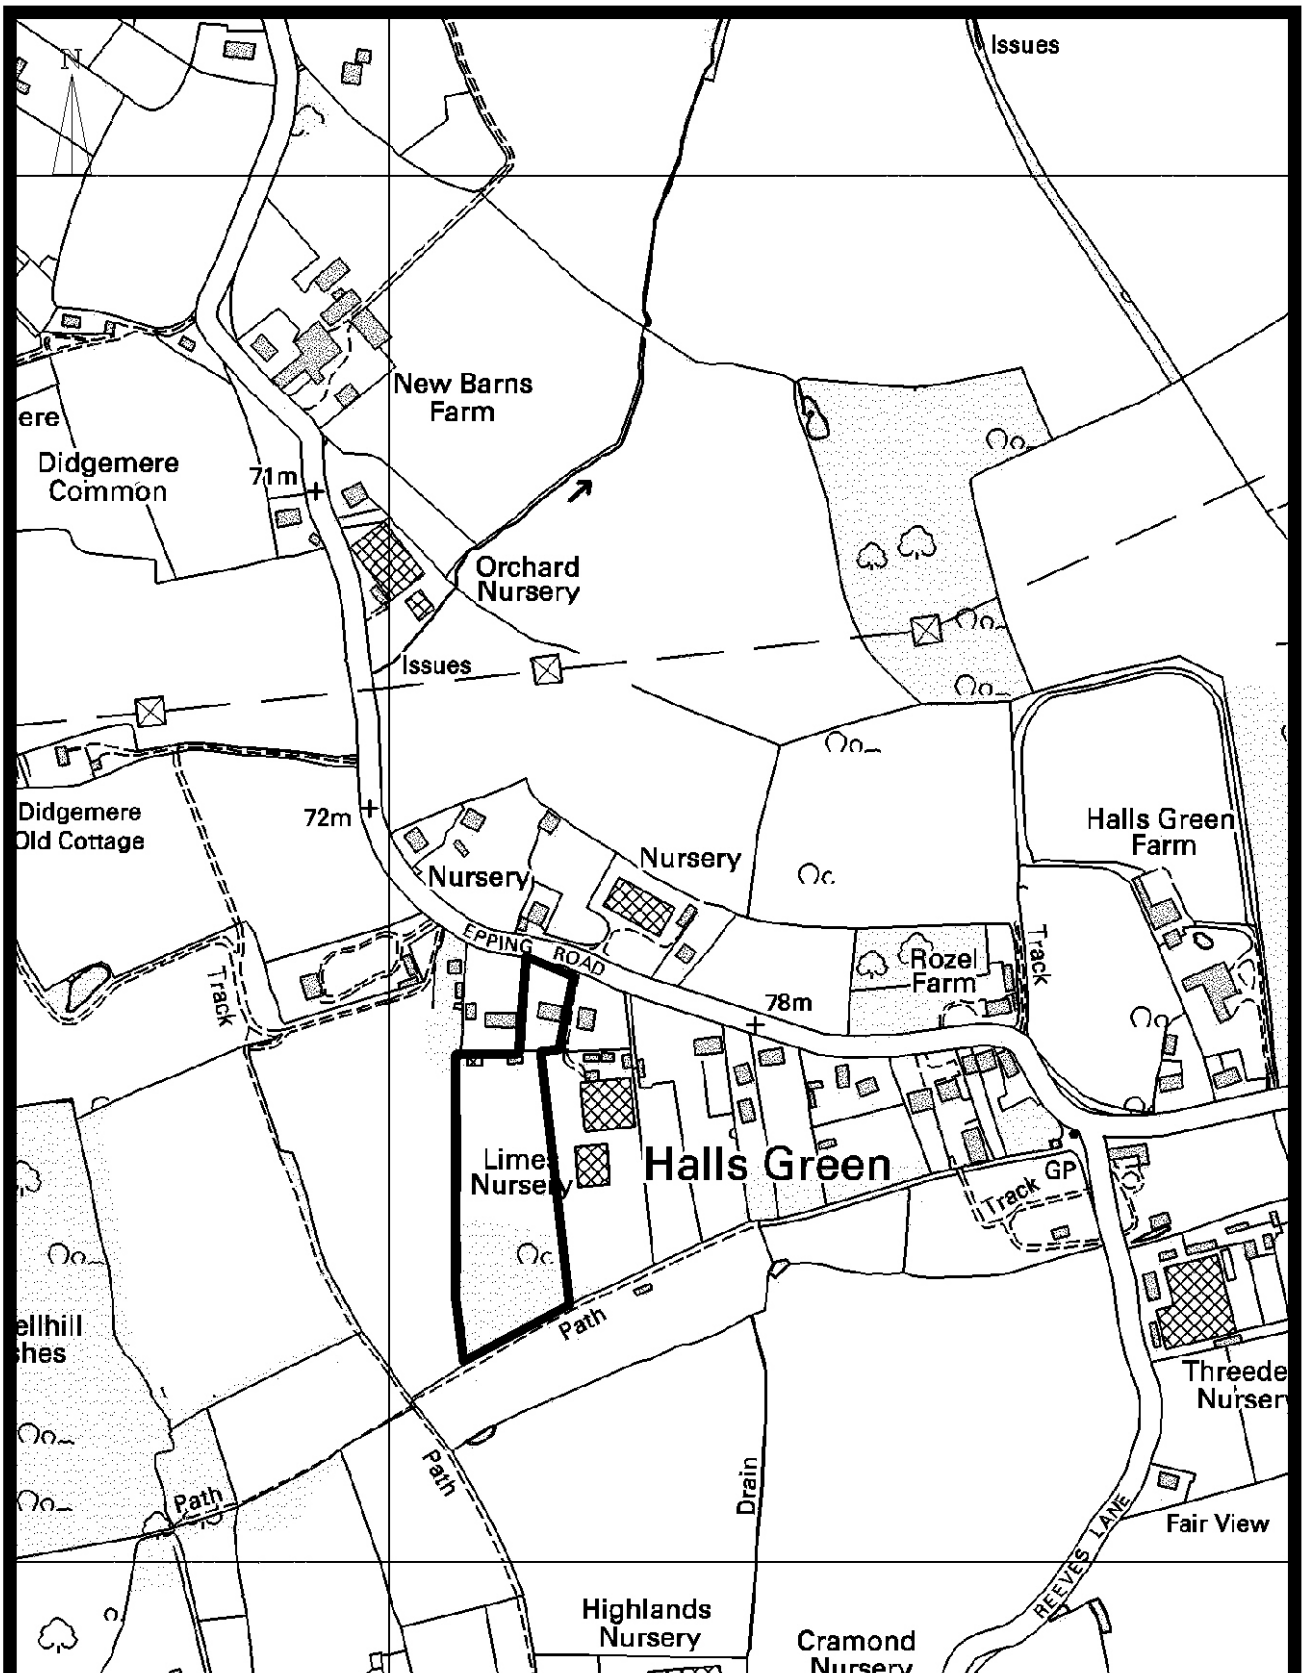 Issues
N
New Barns
Farm
ere
Didgemere
Common
71m
Orchard
Nursery
Issues
Didgemere
Old Cottage
72m
Halls Green
Farm
Nursery
Nursery
EPPING ROAD
Rozel
Farm
Track
Track
78m
Limes
Nursery
Halls Green
GP
Track
Path
ellhill
shes
Threede
Nursery
Path
Path
Drain
REEVES LANE
Fair View
Highlands
Nursery
Cramond
Nursery